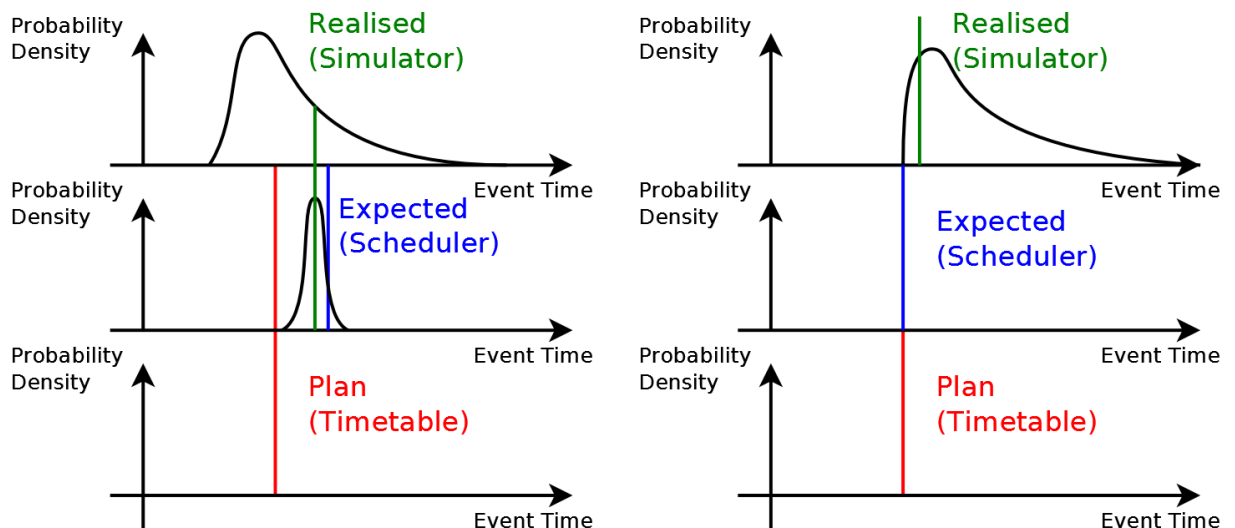 Probability
Density
Realised
(Simulator)
Event Time
Probability
Density
Expected
(Scheduler)
Event Time
Probability
Density
Plan
(Timetable)
Event Time
Probability
Density
Realised
(Simulator)
Event Time
Probability
Density
Expected
(Scheduler)
Event Time
Probability
Density
Plan
(Timetable)
Event Time